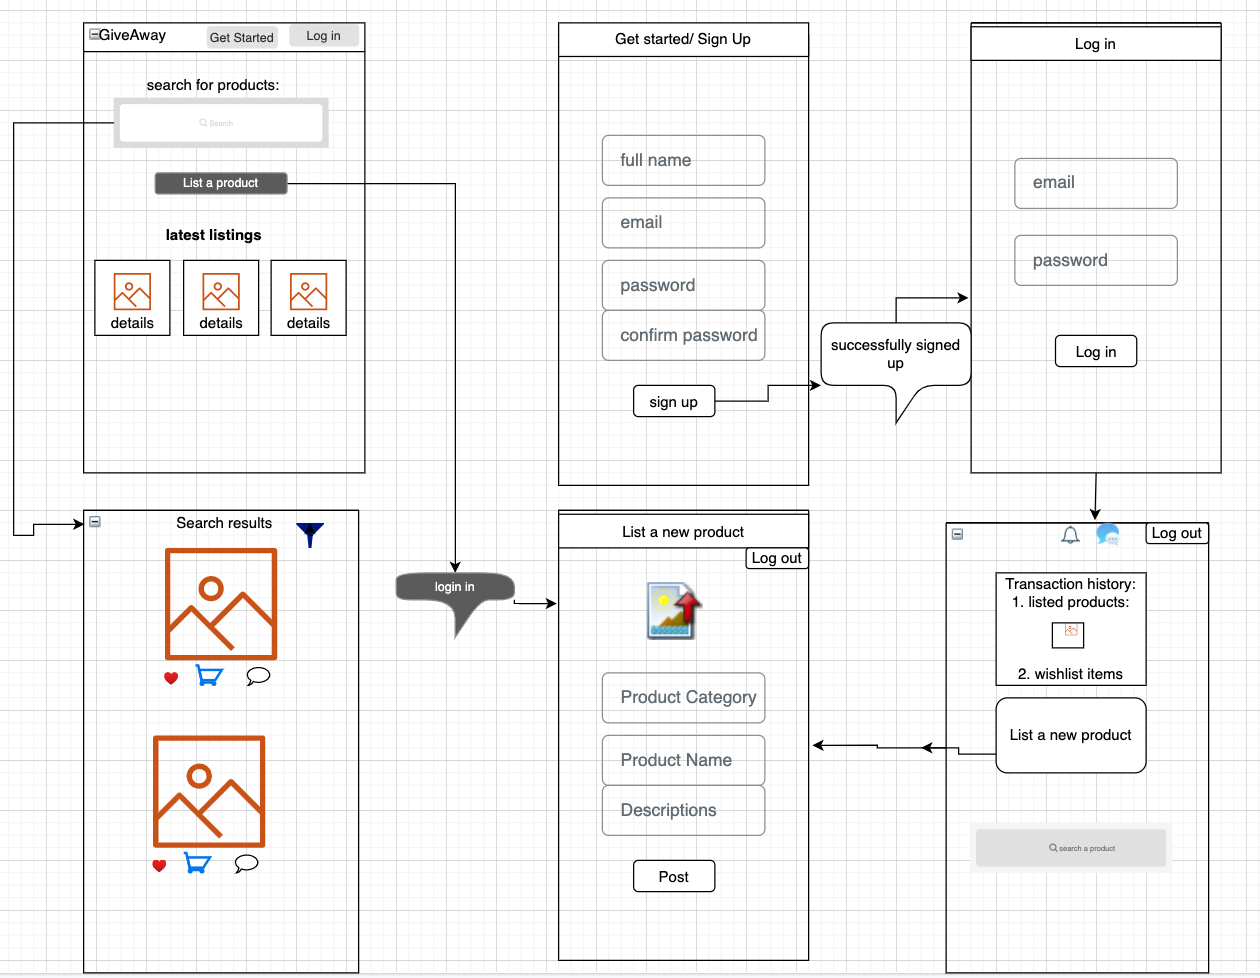 GiveAway
Get Started
Log in
search for products:
Search
List a product
latest listings
details
details
details
Get started/ Sign Up
full name
email
password
confirm password
sign up
successfully signed
up
Log in
email
password
Log in
Search results
login in
List a new product
Log out
Product Category
Product Name
Descriptions
Post
Log out
Transaction history:
1. listed products:
2. wishlist items
List a new product
search a product